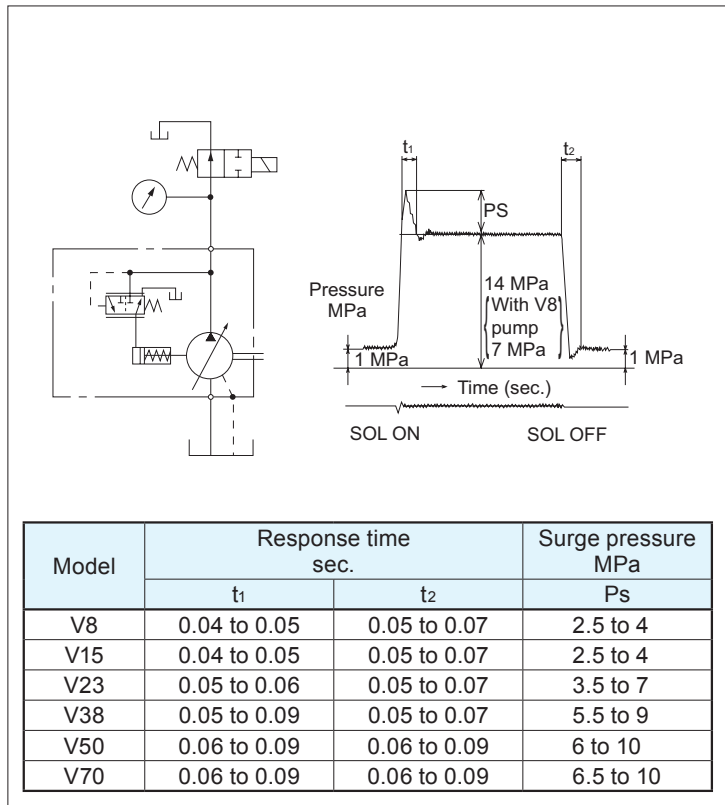 t1
t2
PS
Pressure
MPa
14 MPa
With V8
pump
7 MPa
1 MPa
1 MPa
Time (sec.)
SOL ON
SOL OFF
Model Response time sec. Surge pressure MPa
t1 t2 Ps
V8 0.04 to 0.05 0.05 to 0.07 2.5 to 4
V15 0.04 to 0.05 0.05 to 0.07 2.5 to 4
V23 0.05 to 0.06 0.05 to 0.07 3.5 to 7
V38 0.05 to 0.09 0.05 to 0.07 5.5 to 9
V50 0.06 to 0.09 0.06 to 0.09 6 to 10
V70 0.06 to 0.09 0.06 to 0.09 6.5 to 10